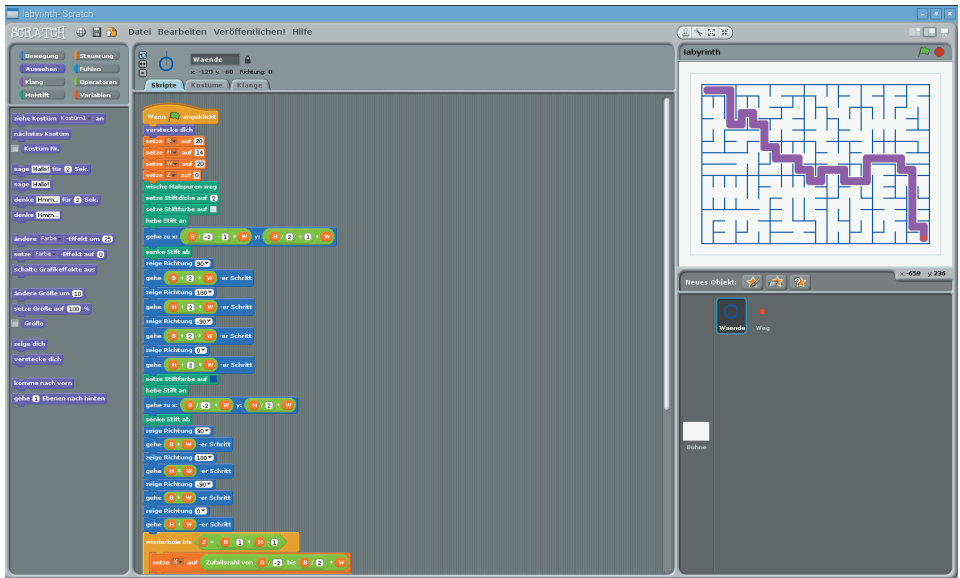 labyrinth- Scratch
SCRATCH Datei Bearbeiten Veröffentlichen! Hilfe
Bewegung Steuerung
Aussehen Fühlen
Klang Operatoren
Malstift Variablen
ziehe Kostüm Kostüm1 an
nächstes Kostüm
Kostüm Nr.
sage Hallo! für 2 Sek.
sage Hallo!
denke Hmm... für 2 Sek.
denke Hmm...
ändere Farbe -Effekt um 25
setze Farbe -Effekt auf 0
schalte Grafikeffekte aus
ändere Größe um 10
setze Größe auf 100 %
Größe
zeige dich
verstecke dich
komme nach vorn
gehe 1 Ebenen nach hinten
Waende
x: -120 y: -60 Richtung: 0
Skripte Kostüme Klänge
Wenn angeklickt
verstecke dich
setze B auf 20
setze H auf 14
setze W auf 20
setze Z auf 0
wische Malspuren weg
setze Stiftdicke auf 2
setze Stiftfarbe auf
hebe Stift an
gehe zu x: B / -2 - 1 * W y: H / 2 + 1 * W
senke Stift ab
zeige Richtung 90
gehe B + 2 * W -er Schritt
zeige Richtung 180
gehe H + 2 * W -er Schritt
zeige Richtung -90
gehe B + 2 * W -er Schritt
zeige Richtung 0
gehe H + 2 * W -er Schritt
setze Stiftfarbe auf
hebe Stift an
gehe zu x: B / -2 * W y: H / 2 * W
senke Stift ab
zeige Richtung 90
gehe B * W -er Schritt
zeige Richtung 180
gehe H * W -er Schritt
zeige Richtung -90
gehe B * W -er Schritt
zeige Richtung 0
gehe H * W -er Schritt
wiederhole bis Z = B - 1 * H - 1
setze X auf Zufallszahl von B / -2 bis B / 2 * W
labyrinth
x: -659 y: 236
Neues Objekt:
Waende Weg
Bühne